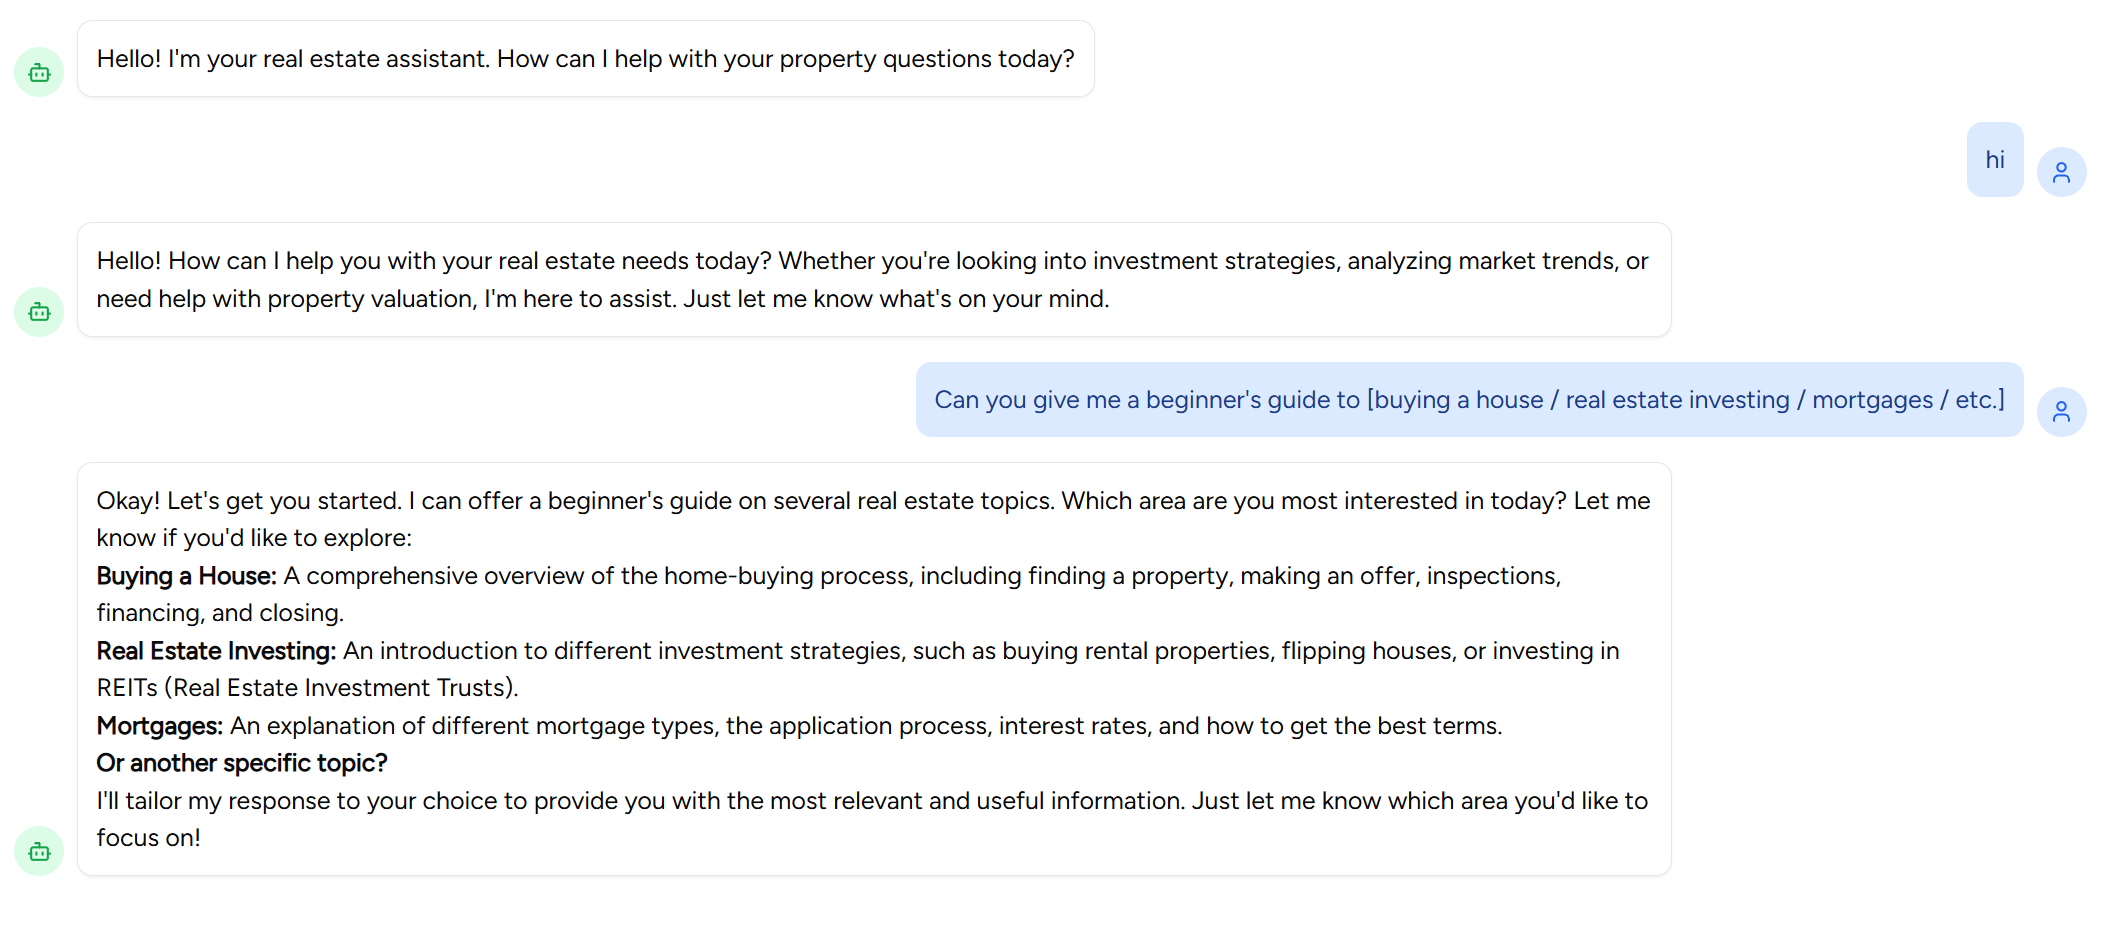 Hello! I'm your real estate assistant. How can I help with your property questions today?
hi
Hello! How can I help you with your real estate needs today? Whether you're looking into investment strategies, analyzing market trends, or
need help with property valuation, I'm here to assist. Just let me know what's on your mind.
Can you give me a beginner's guide to [buying a house / real estate investing / mortgages / etc.]
Okay! Let's get you started. I can offer a beginner's guide on several real estate topics. Which area are you most interested in today? Let me
know if you'd like to explore:
Buying a House: A comprehensive overview of the home-buying process, including finding a property, making an offer, inspections,
financing, and closing.
Real Estate Investing: An introduction to different investment strategies, such as buying rental properties, flipping houses, or investing in
REITs (Real Estate Investment Trusts).
Mortgages: An explanation of different mortgage types, the application process, interest rates, and how to get the best terms.
Or another specific topic?
I'll tailor my response to your choice to provide you with the most relevant and useful information. Just let me know which area you'd like to
focus on!